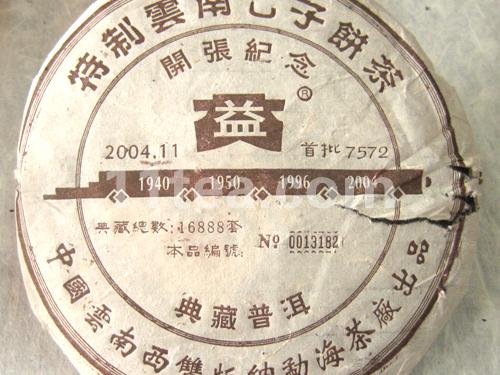 特制雲南七子餅茶
開張紀念
益
®
2004.11 首批7572
1940 1950 1996 2004
11tea.com
典藏總數:16888套
本品編號: Nº 0013182
典藏普洱
中國雲南西雙版納勐海茶廠出品